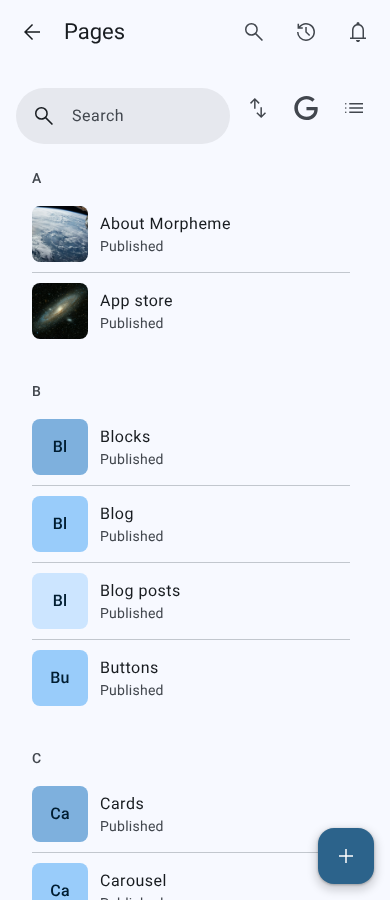 Pages
Search
A
About Morpheme
Published
App store
Published
B
Bl
Blocks
Published
Bl
Blog
Published
Bl
Blog posts
Published
Bu
Buttons
Published
C
Ca
Cards
Published
Ca
Carousel
Published